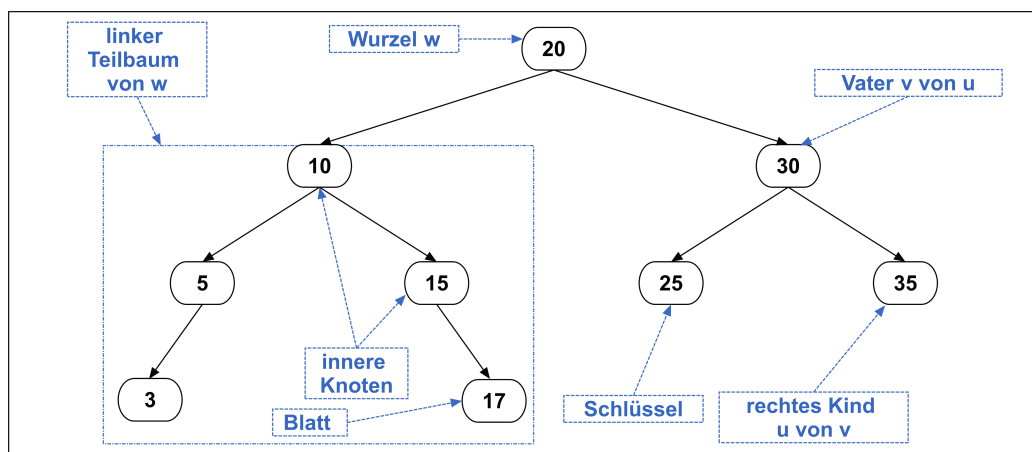 linker
Teilbaum
von w
Wurzel w
20
Vater v von u
10
30
5
15
25
35
innere
Knoten
3
17
Blatt
Schlüssel
rechtes Kind
u von v